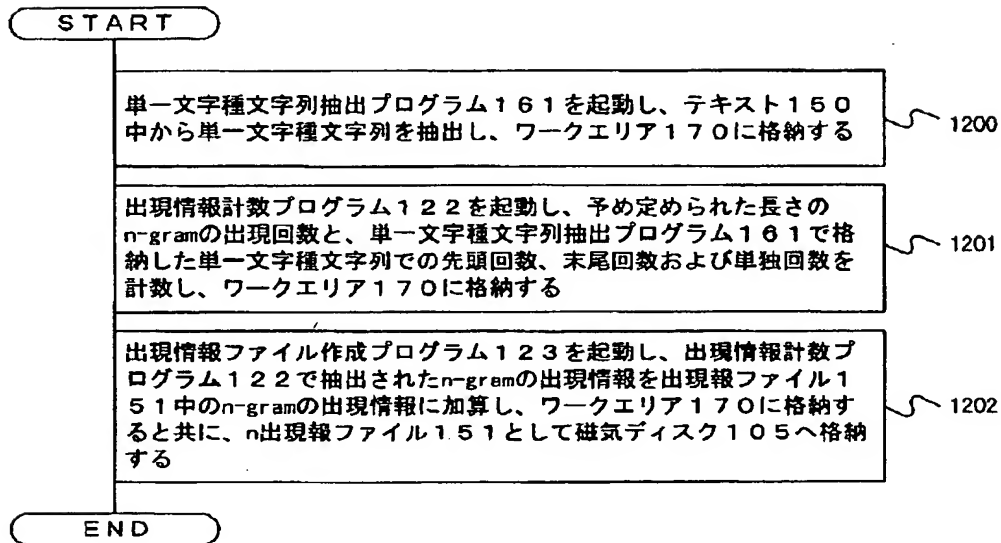 START
単一文字種文字列抽出プログラム161を起動し、テキスト150
中から単一文字種文字列を抽出し、ワークエリア170に格納する
1200
出現情報計数プログラム122を起動し、予め定められた長さの
n-gramの出現回数と、単一文字種文字列抽出プログラム161で格
納した単一文字種文字列での先頭回数、末尾回数および単独回数を
計数し、ワークエリア170に格納する
1201
出現情報ファイル作成プログラム123を起動し、出現情報計数プ
ログラム122で抽出されたn-gramの出現情報を出現報ファイル1
51中のn-gramの出現情報に加算し、ワークエリア170に格納す
ると共に、n出現報ファイル151として磁気ディスク105へ格納
する
1202
END